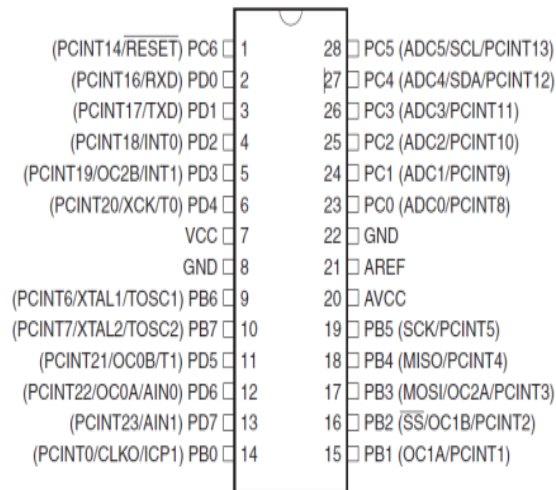 (PCINT14/RESET) PC6 1 28 PC5 (ADC5/SCL/PCINT13)
(PCINT16/RXD) PD0 2 27 PC4 (ADC4/SDA/PCINT12)
(PCINT17/TXD) PD1 3 26 PC3 (ADC3/PCINT11)
(PCINT18/INT0) PD2 4 25 PC2 (ADC2/PCINT10)
(PCINT19/OC2B/INT1) PD3 5 24 PC1 (ADC1/PCINT9)
(PCINT20/XCK/T0) PD4 6 23 PC0 (ADC0/PCINT8)
VCC 7 22 GND
GND 8 21 AREF
(PCINT6/XTAL1/TOSC1) PB6 9 20 AVCC
(PCINT7/XTAL2/TOSC2) PB7 10 19 PB5 (SCK/PCINT5)
(PCINT21/OC0B/T1) PD5 11 18 PB4 (MISO/PCINT4)
(PCINT22/OC0A/AIN0) PD6 12 17 PB3 (MOSI/OC2A/PCINT3)
(PCINT23/AIN1) PD7 13 16 PB2 (SS/OC1B/PCINT2)
(PCINT0/CLKO/ICP1) PB0 14 15 PB1 (OC1A/PCINT1)